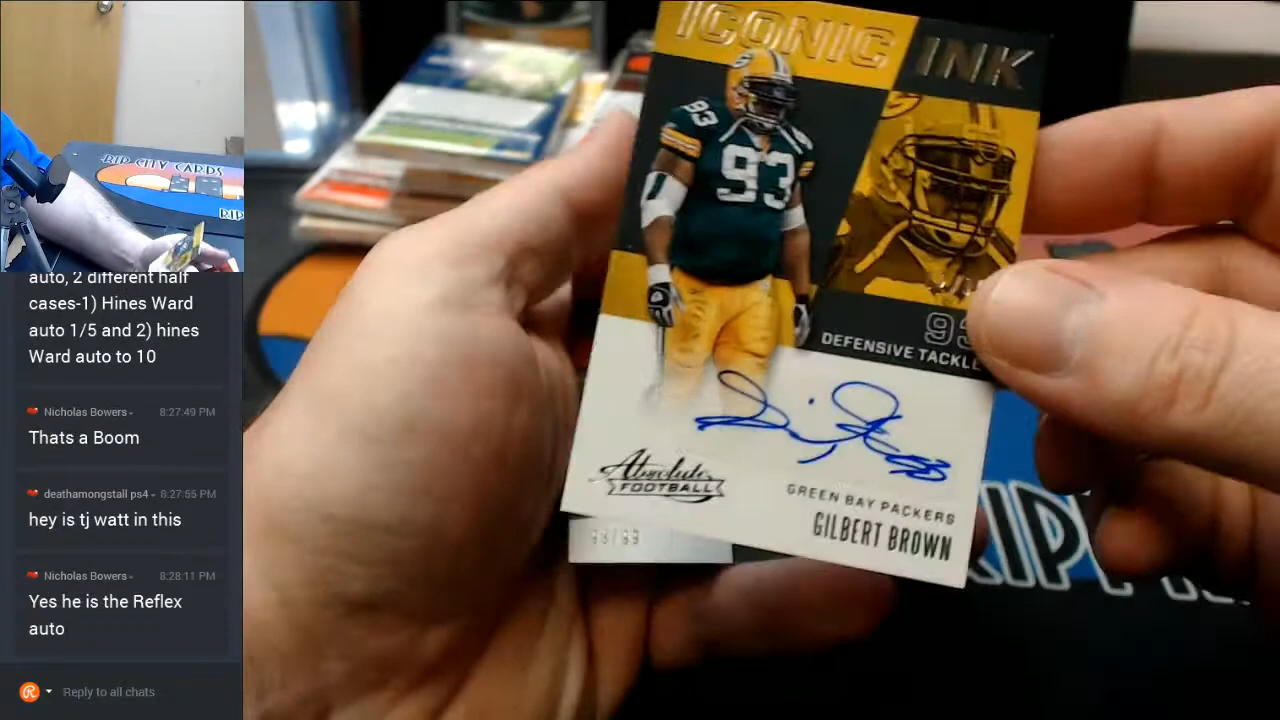 RIP CITY CARDS
RIP
auto, 2 different half
cases-1) Hines Ward
auto 1/5 and 2) hines
Ward auto to 10
Nicholas Bowers
8:27:49 PM
Thats a Boom
deathamongstall ps4
8:27:55 PM
hey is tj watt in this
Nicholas Bowers
8:28:11 PM
Yes he is the Reflex
auto
Reply to all chats
ICONIC INK
93
93
DEFENSIVE TACKLE
Absolute
FOOTBALL
GREEN BAY PACKERS
GILBERT BROWN